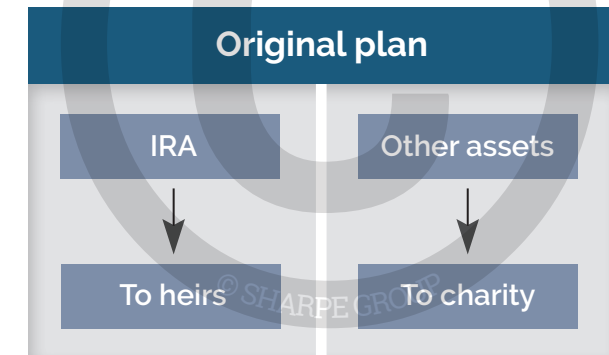 Original plan
IRA
Other assets
To heirs
To charity
© SHARPE GROUP